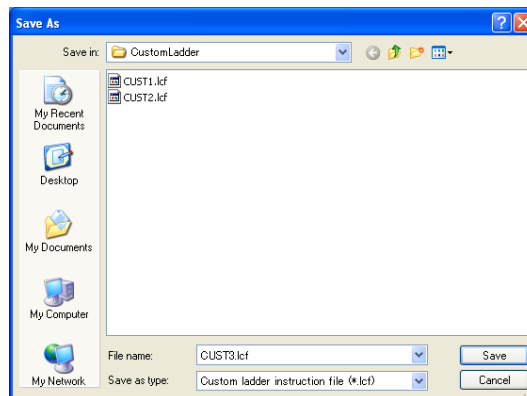 Save As
Save in: CustomLadder
CUST1.lcf
CUST2.lcf
My Recent
Documents
Desktop
My Documents
My Computer
My Network
File name: CUST3.lcf Save
Save as type: Custom ladder instruction file (*.lcf) Cancel